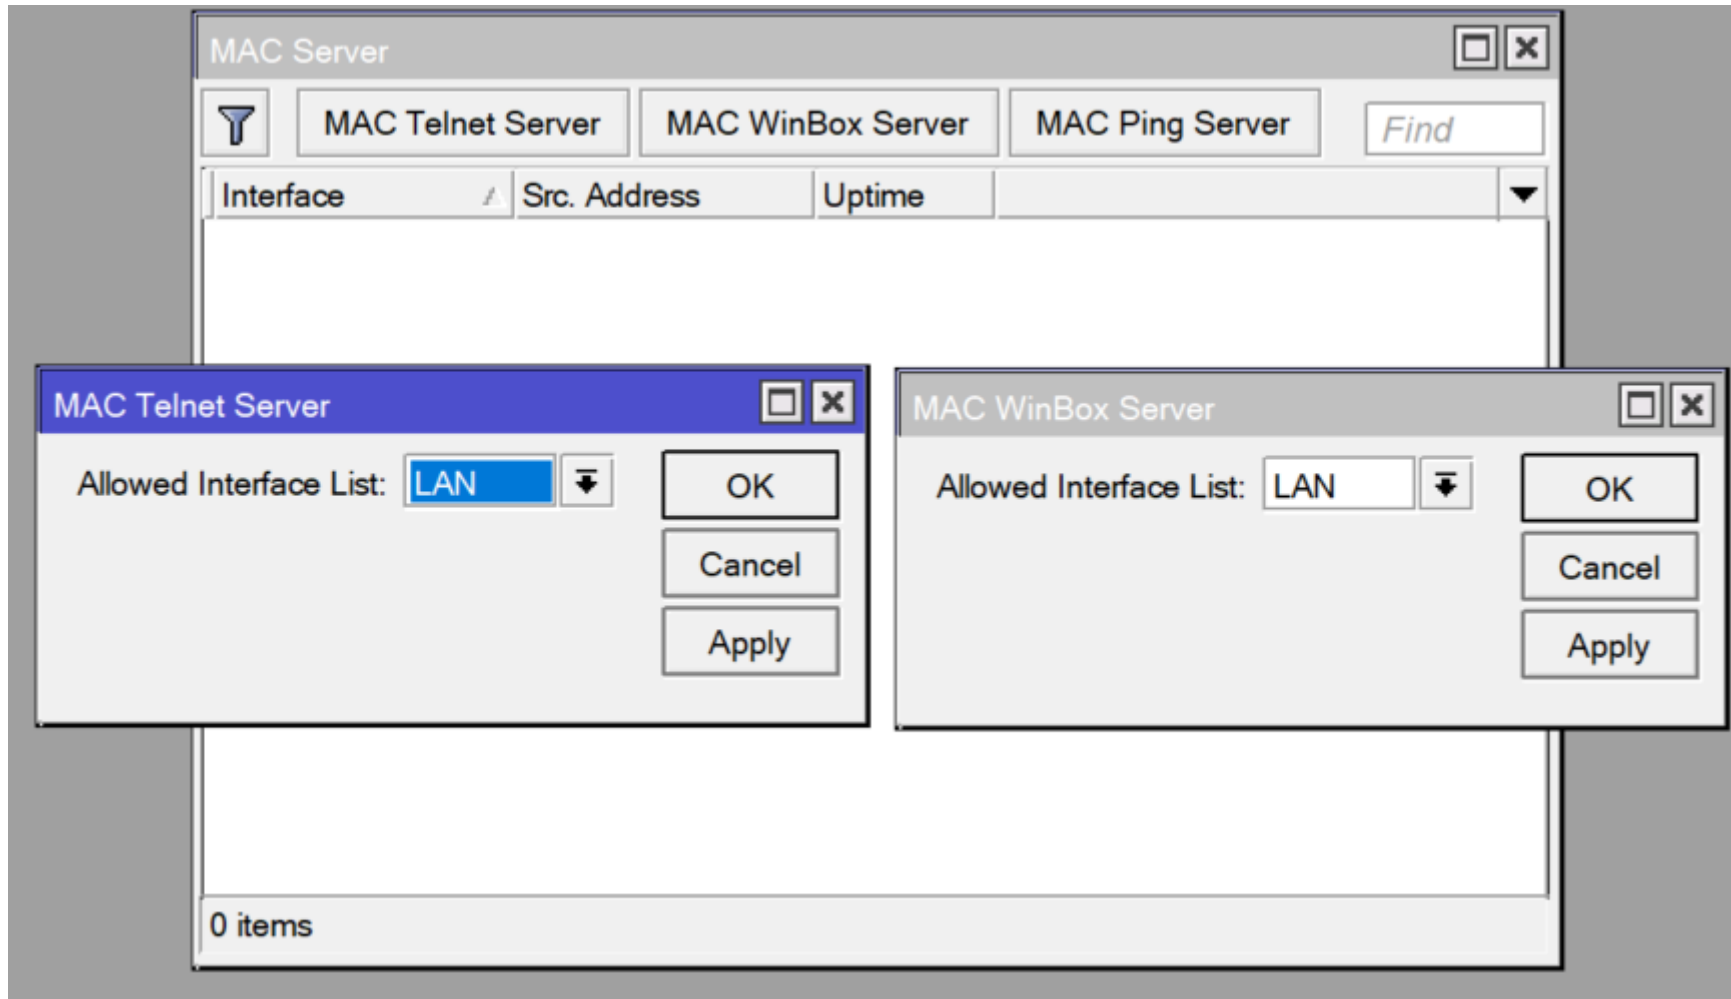 MAC Server
MAC Telnet Server MAC WinBox Server MAC Ping Server Find
Interface Src. Address Uptime
MAC Telnet Server
Allowed Interface List: LAN OK
Cancel
Apply
MAC WinBox Server
Allowed Interface List: LAN OK
Cancel
Apply
0 items